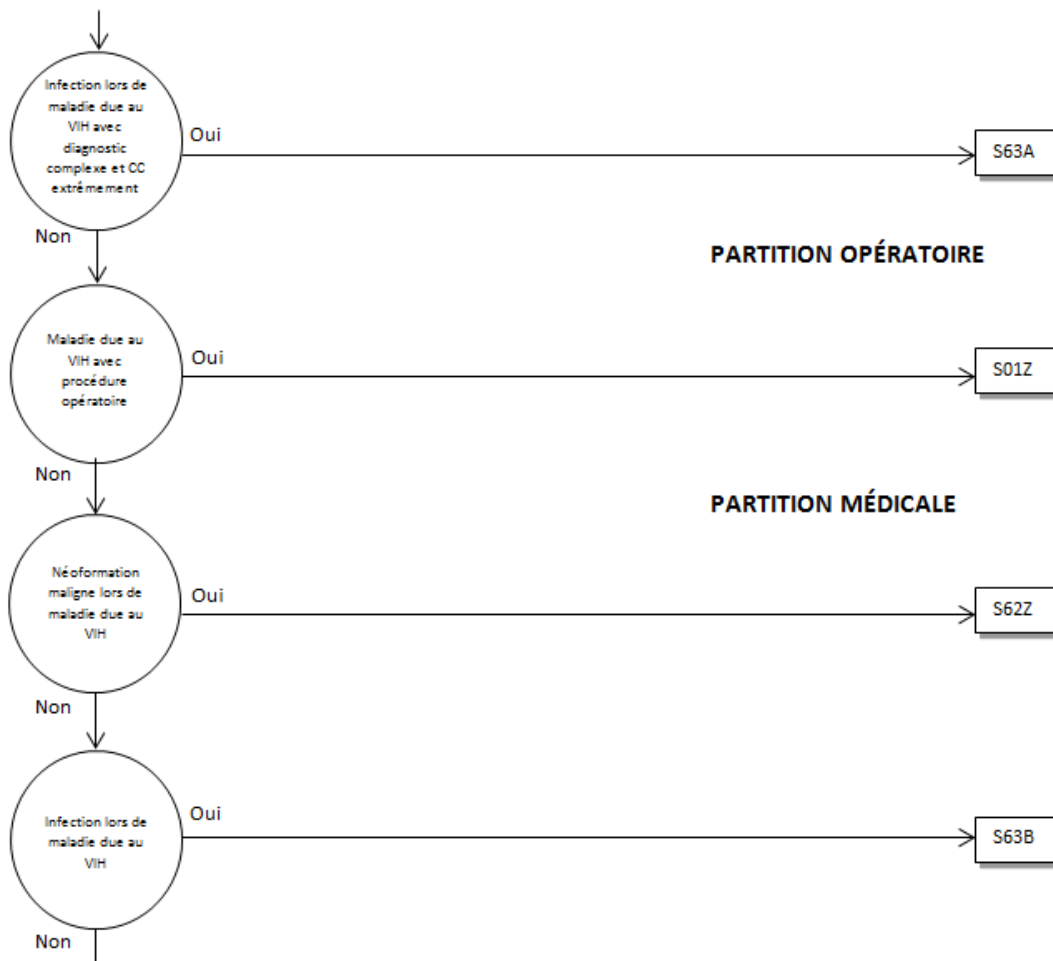 Infection lors de
maladie due au
VIH avec
diagnostic
complexe et CC
extrêmement
Oui
S63A
Non
PARTITION OPÉRATOIRE
Maladie due au
VIH avec
procédure
opératoire
Oui
S01Z
Non
PARTITION MÉDICALE
Néoformation
maligne lors de
maladie due au
VIH
Oui
S62Z
Non
Infection lors de
maladie due au
VIH
Oui
S63B
Non